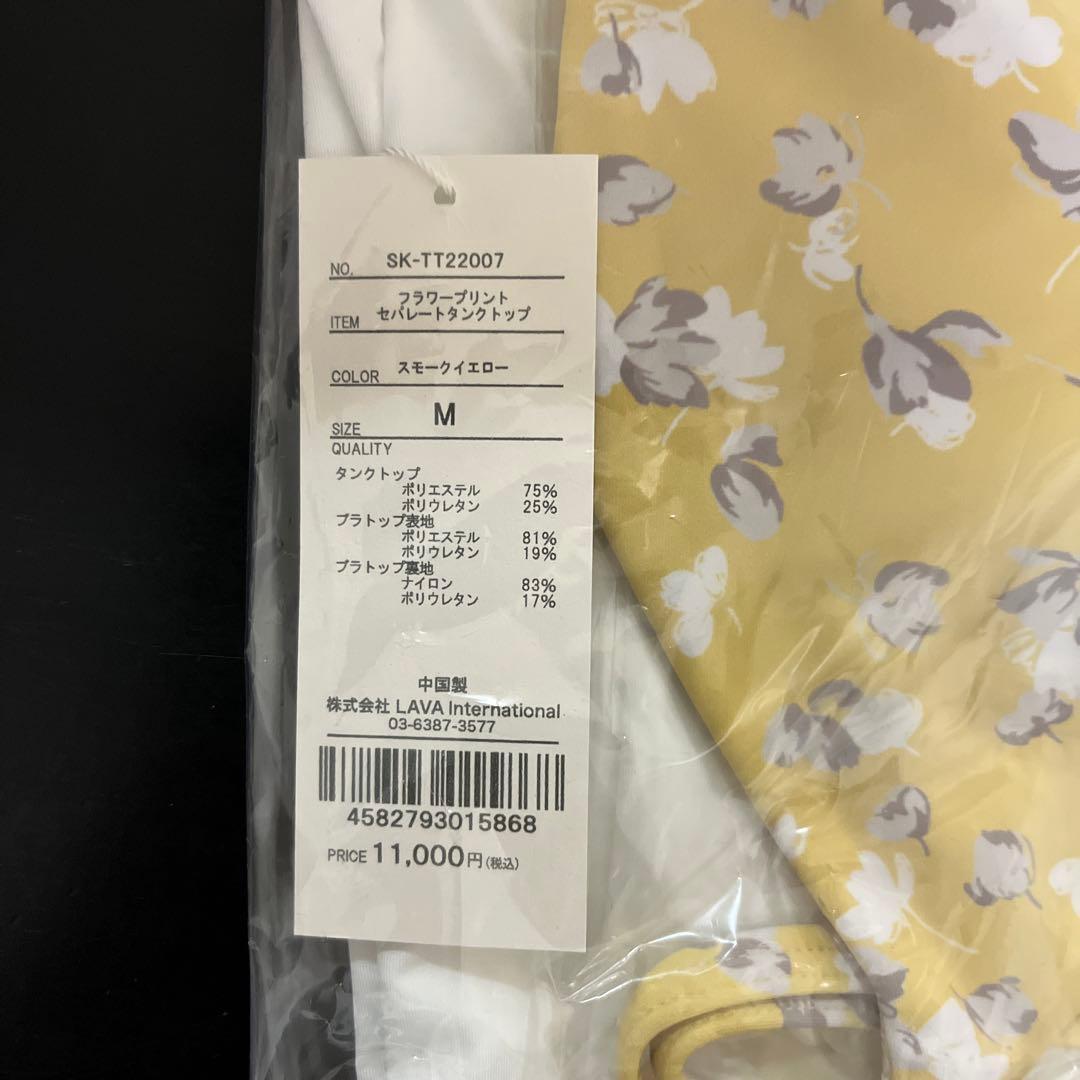 NO. SK-TT22007
フラワープリント
ITEM セパレートタンクトップ
COLOR スモークイエロー
SIZE M
QUALITY
タンクトップ
ポリエステル 75%
ポリウレタン 25%
ブラトップ表地
ポリエステル 81%
ポリウレタン 19%
ブラトップ裏地
ナイロン 83%
ポリウレタン 17%
中国製
株式会社 LAVA International
03-6387-3577
4582793015868
PRICE 11,000円(税込)